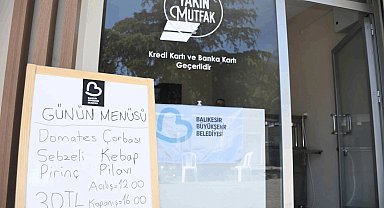 YAKIN
MUTFAK
Kredi Kartı ve Banka Kartı
Geçerlidir
BALIKESİR
BÜYÜKŞEHİR
BELEDİYESİ
GÜNÜN MENÜSÜ
Domates Çorbası
Sebzeli Kebap
Pirinç Pilavı
30TL Açılış=12.00
Kapanış=16.00